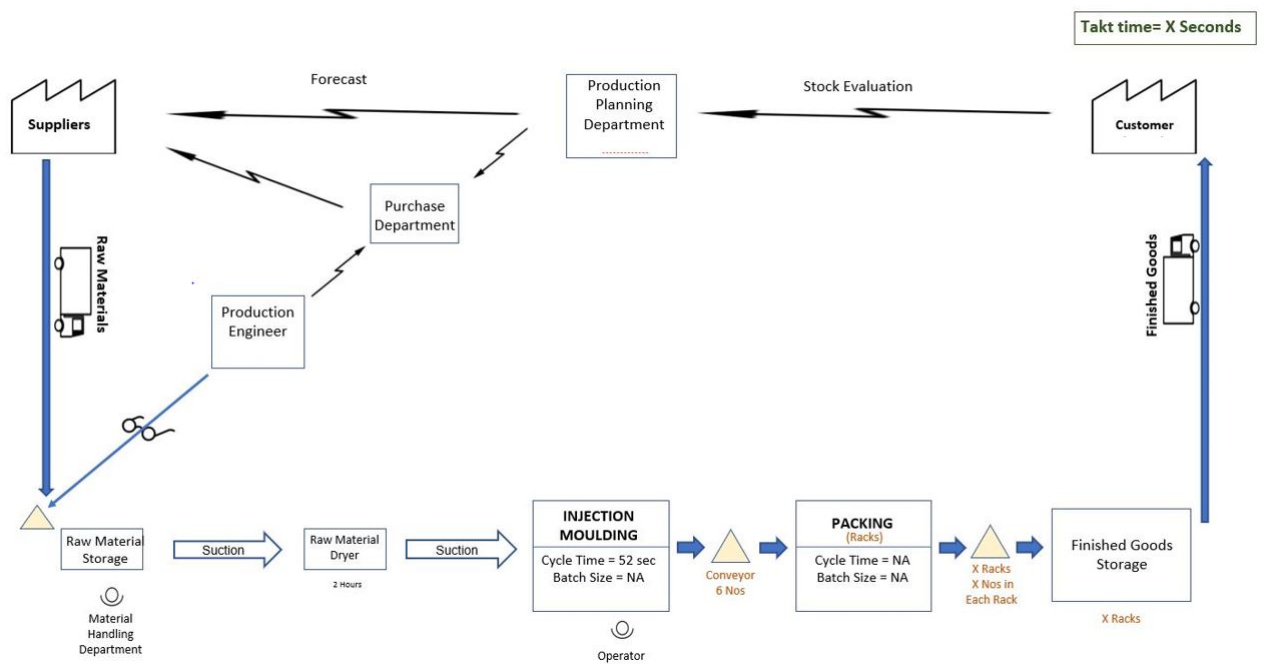 Takt time= X Seconds
Forecast
Stock Evaluation
Suppliers
Production
Planning
Department
Customer
Purchase
Department
Raw Materials
Finished Goods
Production
Engineer
Raw Material
Storage
Suction
Raw Material
Dryer
2 Hours
Suction
INJECTION
MOULDING
Cycle Time = 52 sec
Batch Size = NA
Conveyor
6 Nos
PACKING
(Racks)
Cycle Time = NA
Batch Size = NA
X Racks
X Nos in
Each Rack
Finished Goods
Storage
X Racks
Material
Handling
Department
Operator